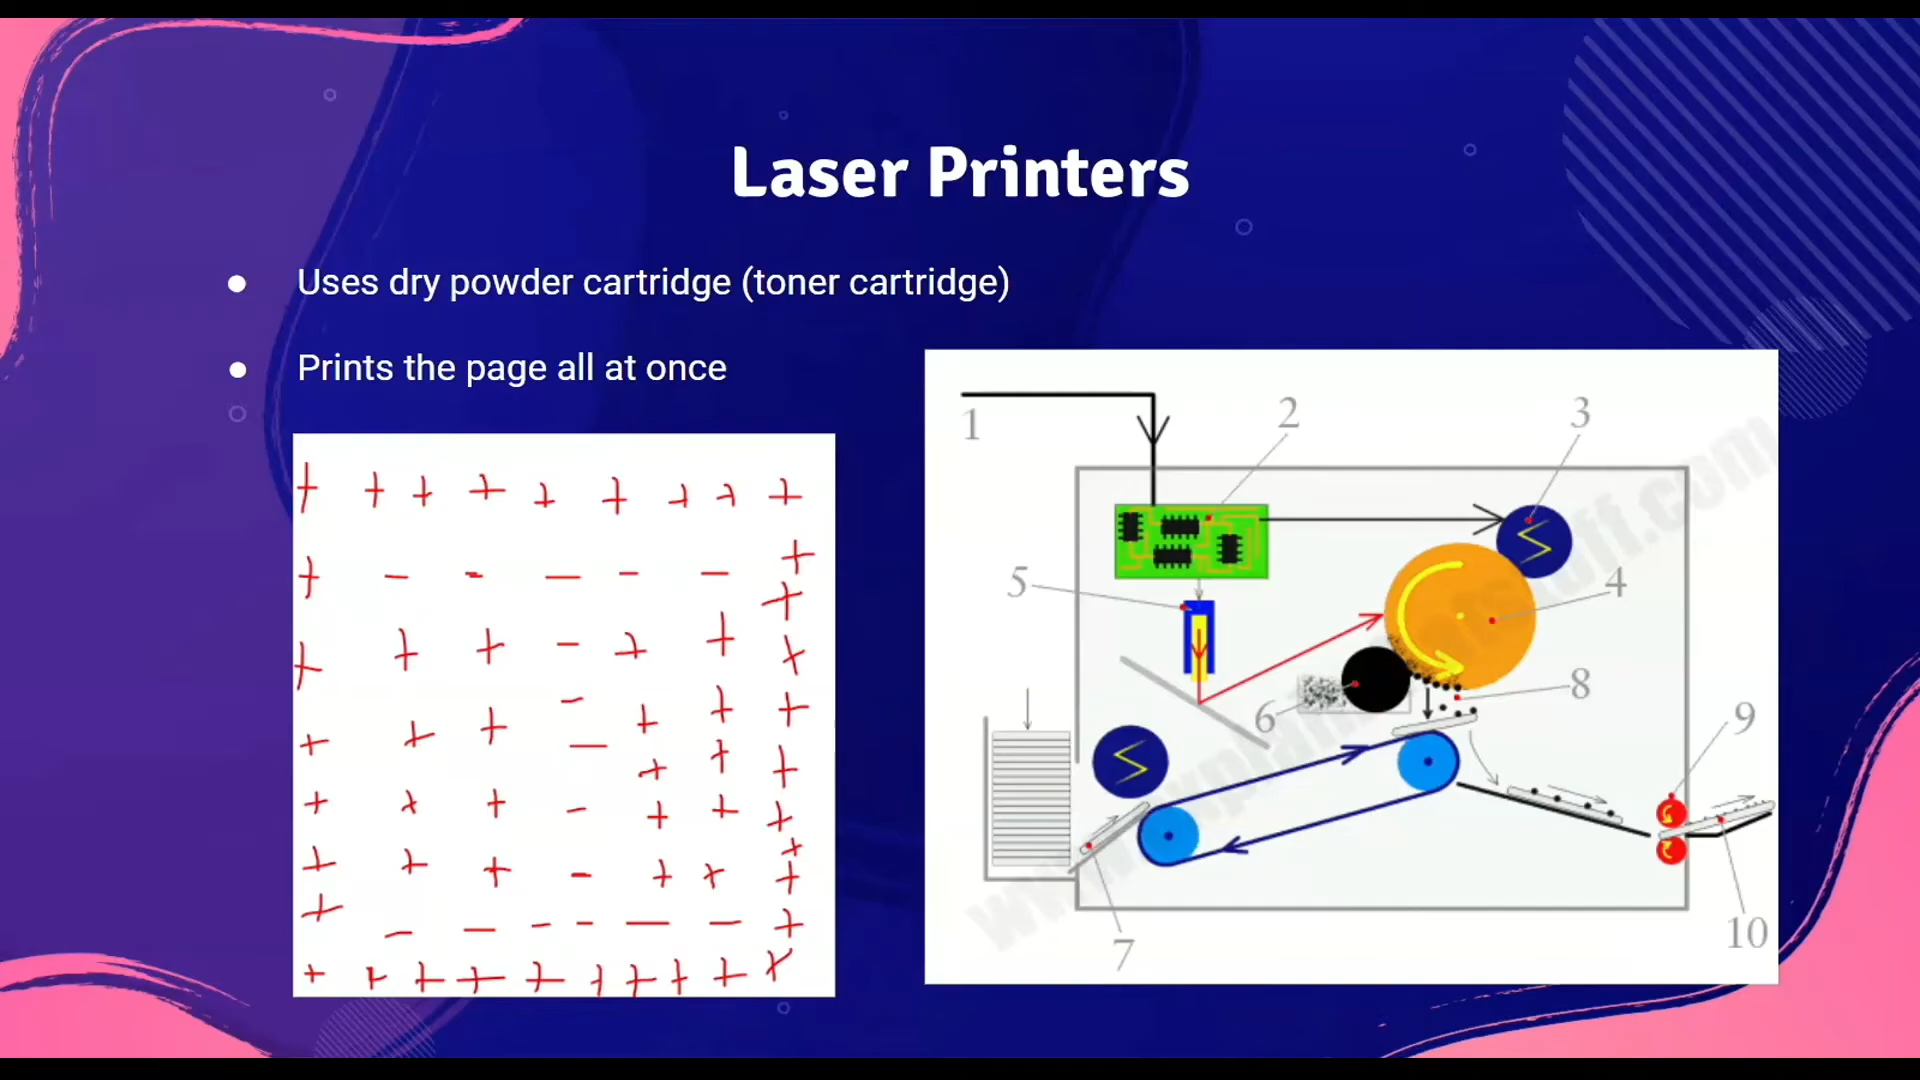 Laser Printers
Uses dry powder cartridge (toner cartridge)
Prints the page all at once
+ + + + + + + + +
+ - - - - - +
+
+ + + - + + +
- + +
+ + + +
- + + +
+ + + - + + +
+
+ + + - + + +
+
- - - - - - +
+ + + + + + + + + +
1
2
3
4
5
6
7
8
9
10